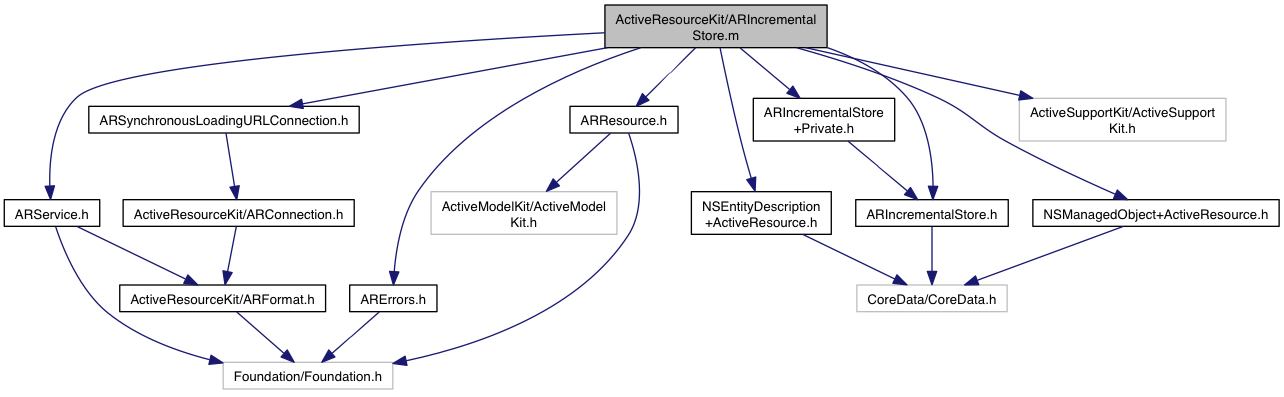 ActiveResourceKit/ARIncremental
Store.m
ARSynchronousLoadingURLConnection.h
ARResource.h
ARIncrementalStore
+Private.h
ActiveSupportKit/ActiveSupport
Kit.h
ARService.h
ActiveResourceKit/ARConnection.h
ActiveModelKit/ActiveModel
Kit.h
NSEntityDescription
+ActiveResource.h
ARIncrementalStore.h
NSManagedObject+ActiveResource.h
ActiveResourceKit/ARFormat.h
ARErrors.h
CoreData/CoreData.h
Foundation/Foundation.h